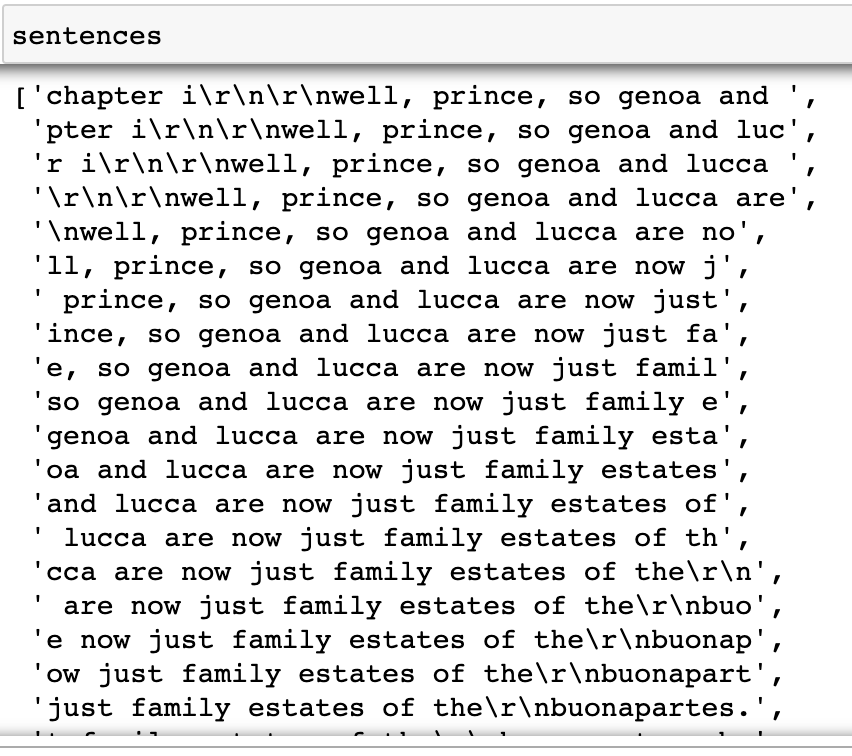 sentences
['chapter i\r\n\r\nwell, prince, so genoa and ',
'pter i\r\n\r\nwell, prince, so genoa and luc',
'r i\r\n\r\nwell, prince, so genoa and lucca ',
'\r\n\r\nwell, prince, so genoa and lucca are',
'\nwell, prince, so genoa and lucca are no',
'll, prince, so genoa and lucca are now j',
' prince, so genoa and lucca are now just',
'ince, so genoa and lucca are now just fa',
'e, so genoa and lucca are now just famil',
'so genoa and lucca are now just family e',
'genoa and lucca are now just family esta',
'oa and lucca are now just family estates',
'and lucca are now just family estates of',
' lucca are now just family estates of th',
'cca are now just family estates of the\r\n',
' are now just family estates of the\r\nbuo',
'e now just family estates of the\r\nbuonap',
'ow just family estates of the\r\nbuonapart',
'just family estates of the\r\nbuonapartes.',